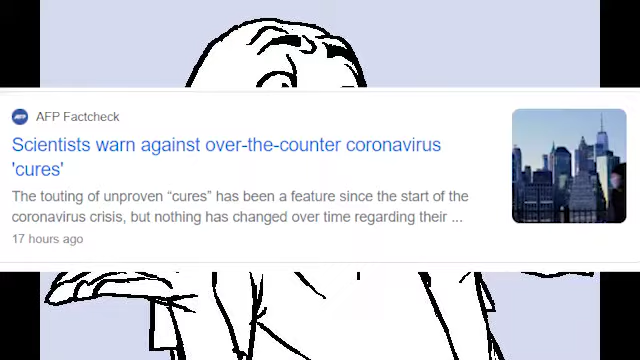 AFP Factcheck
Scientists warn against over-the-counter coronavirus
'cures'
The touting of unproven “cures” has been a feature since the start of the
coronavirus crisis, but nothing has changed over time regarding their ...
17 hours ago